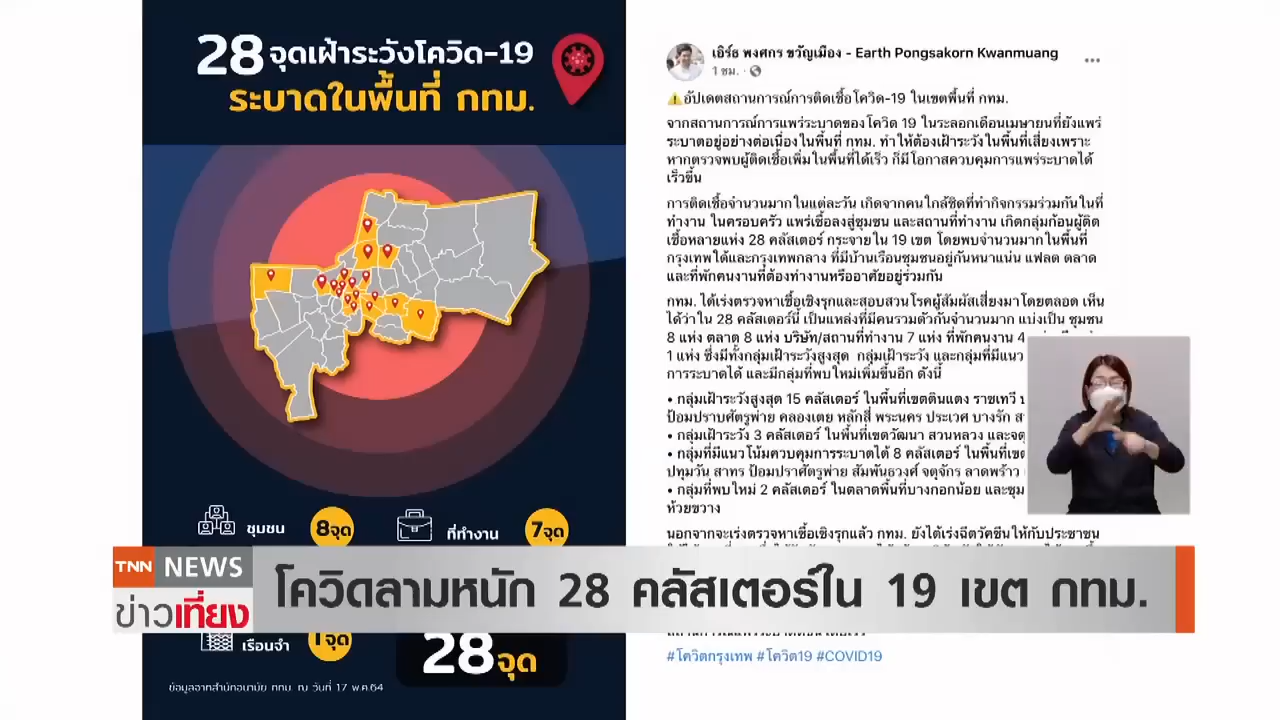 28 จุดเฝ้าระวังโควิด-19
ระบาดในพื้นที่ กทม.
ชุมชน 8จุด ที่ทำงาน 7จุด
เรือนจำ 1จุด
28จุด
ข้อมูลจากสำนักอนามัย กทม. ณ วันที่ 17 พ.ค.64
เอิร์ธ พงศกร ขวัญเมือง - Earth Pongsakorn Kwanmuang
1 ชม.
⚠️อัปเดตสถานการณ์การติดเชื้อโควิด-19 ในเขตพื้นที่ กทม.
จากสถานการณ์การแพร่ระบาดของโควิด 19 ในระลอกเดือนเมษายนที่ยังแพร่
ระบาดอยู่อย่างต่อเนื่องในพื้นที่ กทม. ทำให้ต้องเฝ้าระวังในพื้นที่เสี่ยงเพราะ
หากตรวจพบผู้ติดเชื้อเพิ่มในพื้นที่ได้เร็ว ก็มีโอกาสควบคุมการแพร่ระบาดได้
เร็วขึ้น
การติดเชื้อจำนวนมากในแต่ละวัน เกิดจากคนใกล้ชิดที่ทำกิจกรรมร่วมกันในที่
ทำงาน ในครอบครัว แพร่เชื้อลงสู่ชุมชน และสถานที่ทำงาน เกิดกลุ่มก้อนผู้ติด
เชื้อหลายแห่ง 28 คลัสเตอร์ กระจายใน 19 เขต โดยพบจำนวนมากในพื้นที่
กรุงเทพใต้และกรุงเทพกลาง ที่มีบ้านเรือนชุมชนอยู่กันหนาแน่น แฟลต ตลาด
และที่พักคนงานที่ต้องทำงานหรืออาศัยอยู่ร่วมกัน
กทม. ได้เร่งตรวจหาเชื้อเชิงรุกและสอบสวนโรคผู้สัมผัสเสี่ยงมาโดยตลอด เห็น
ได้ว่าใน 28 คลัสเตอร์นี้ เป็นแหล่งที่มีคนรวมตัวกันจำนวนมาก แบ่งเป็น ชุมชน
8 แห่ง ตลาด 8 แห่ง บริษัท/สถานที่ทำงาน 7 แห่ง ที่พักคนงาน 4
1 แห่ง ซึ่งมีทั้งกลุ่มเฝ้าระวังสูงสุด กลุ่มเฝ้าระวัง และกลุ่มที่มีแนว
การระบาดได้ และมีกลุ่มที่พบใหม่เพิ่มขึ้นอีก ดังนี้
• กลุ่มเฝ้าระวังสูงสุด 15 คลัสเตอร์ ในพื้นที่เขตดินแดง ราชเทวี
ป้อมปราบศัตรูพ่าย คลองเตย หลักสี่ พระนคร ประเวศ บางรัก
• กลุ่มเฝ้าระวัง 3 คลัสเตอร์ ในพื้นที่เขตวัฒนา สวนหลวง และจตุ
• กลุ่มที่มีแนวโน้มควบคุมการระบาดได้ 8 คลัสเตอร์ ในพื้นที่เขต
ปทุมวัน สาทร ป้อมปราศัตรูพ่าย สัมพันธวงศ์ จตุจักร ลาดพร้าว
• กลุ่มที่พบใหม่ 2 คลัสเตอร์ ในตลาดพื้นที่บางกอกน้อย และชุม
ห้วยขวาง
นอกจากจะเร่งตรวจหาเชื้อเชิงรุกแล้ว กทม. ยังได้เร่งฉีดวัคซีนให้กับประชาชน
#โควิดกรุงเทพ #โควิด19 #COVID19
TNN NEWS
ข่าวเที่ยง
โควิดลามหนัก 28 คลัสเตอร์ใน 19 เขต กทม.